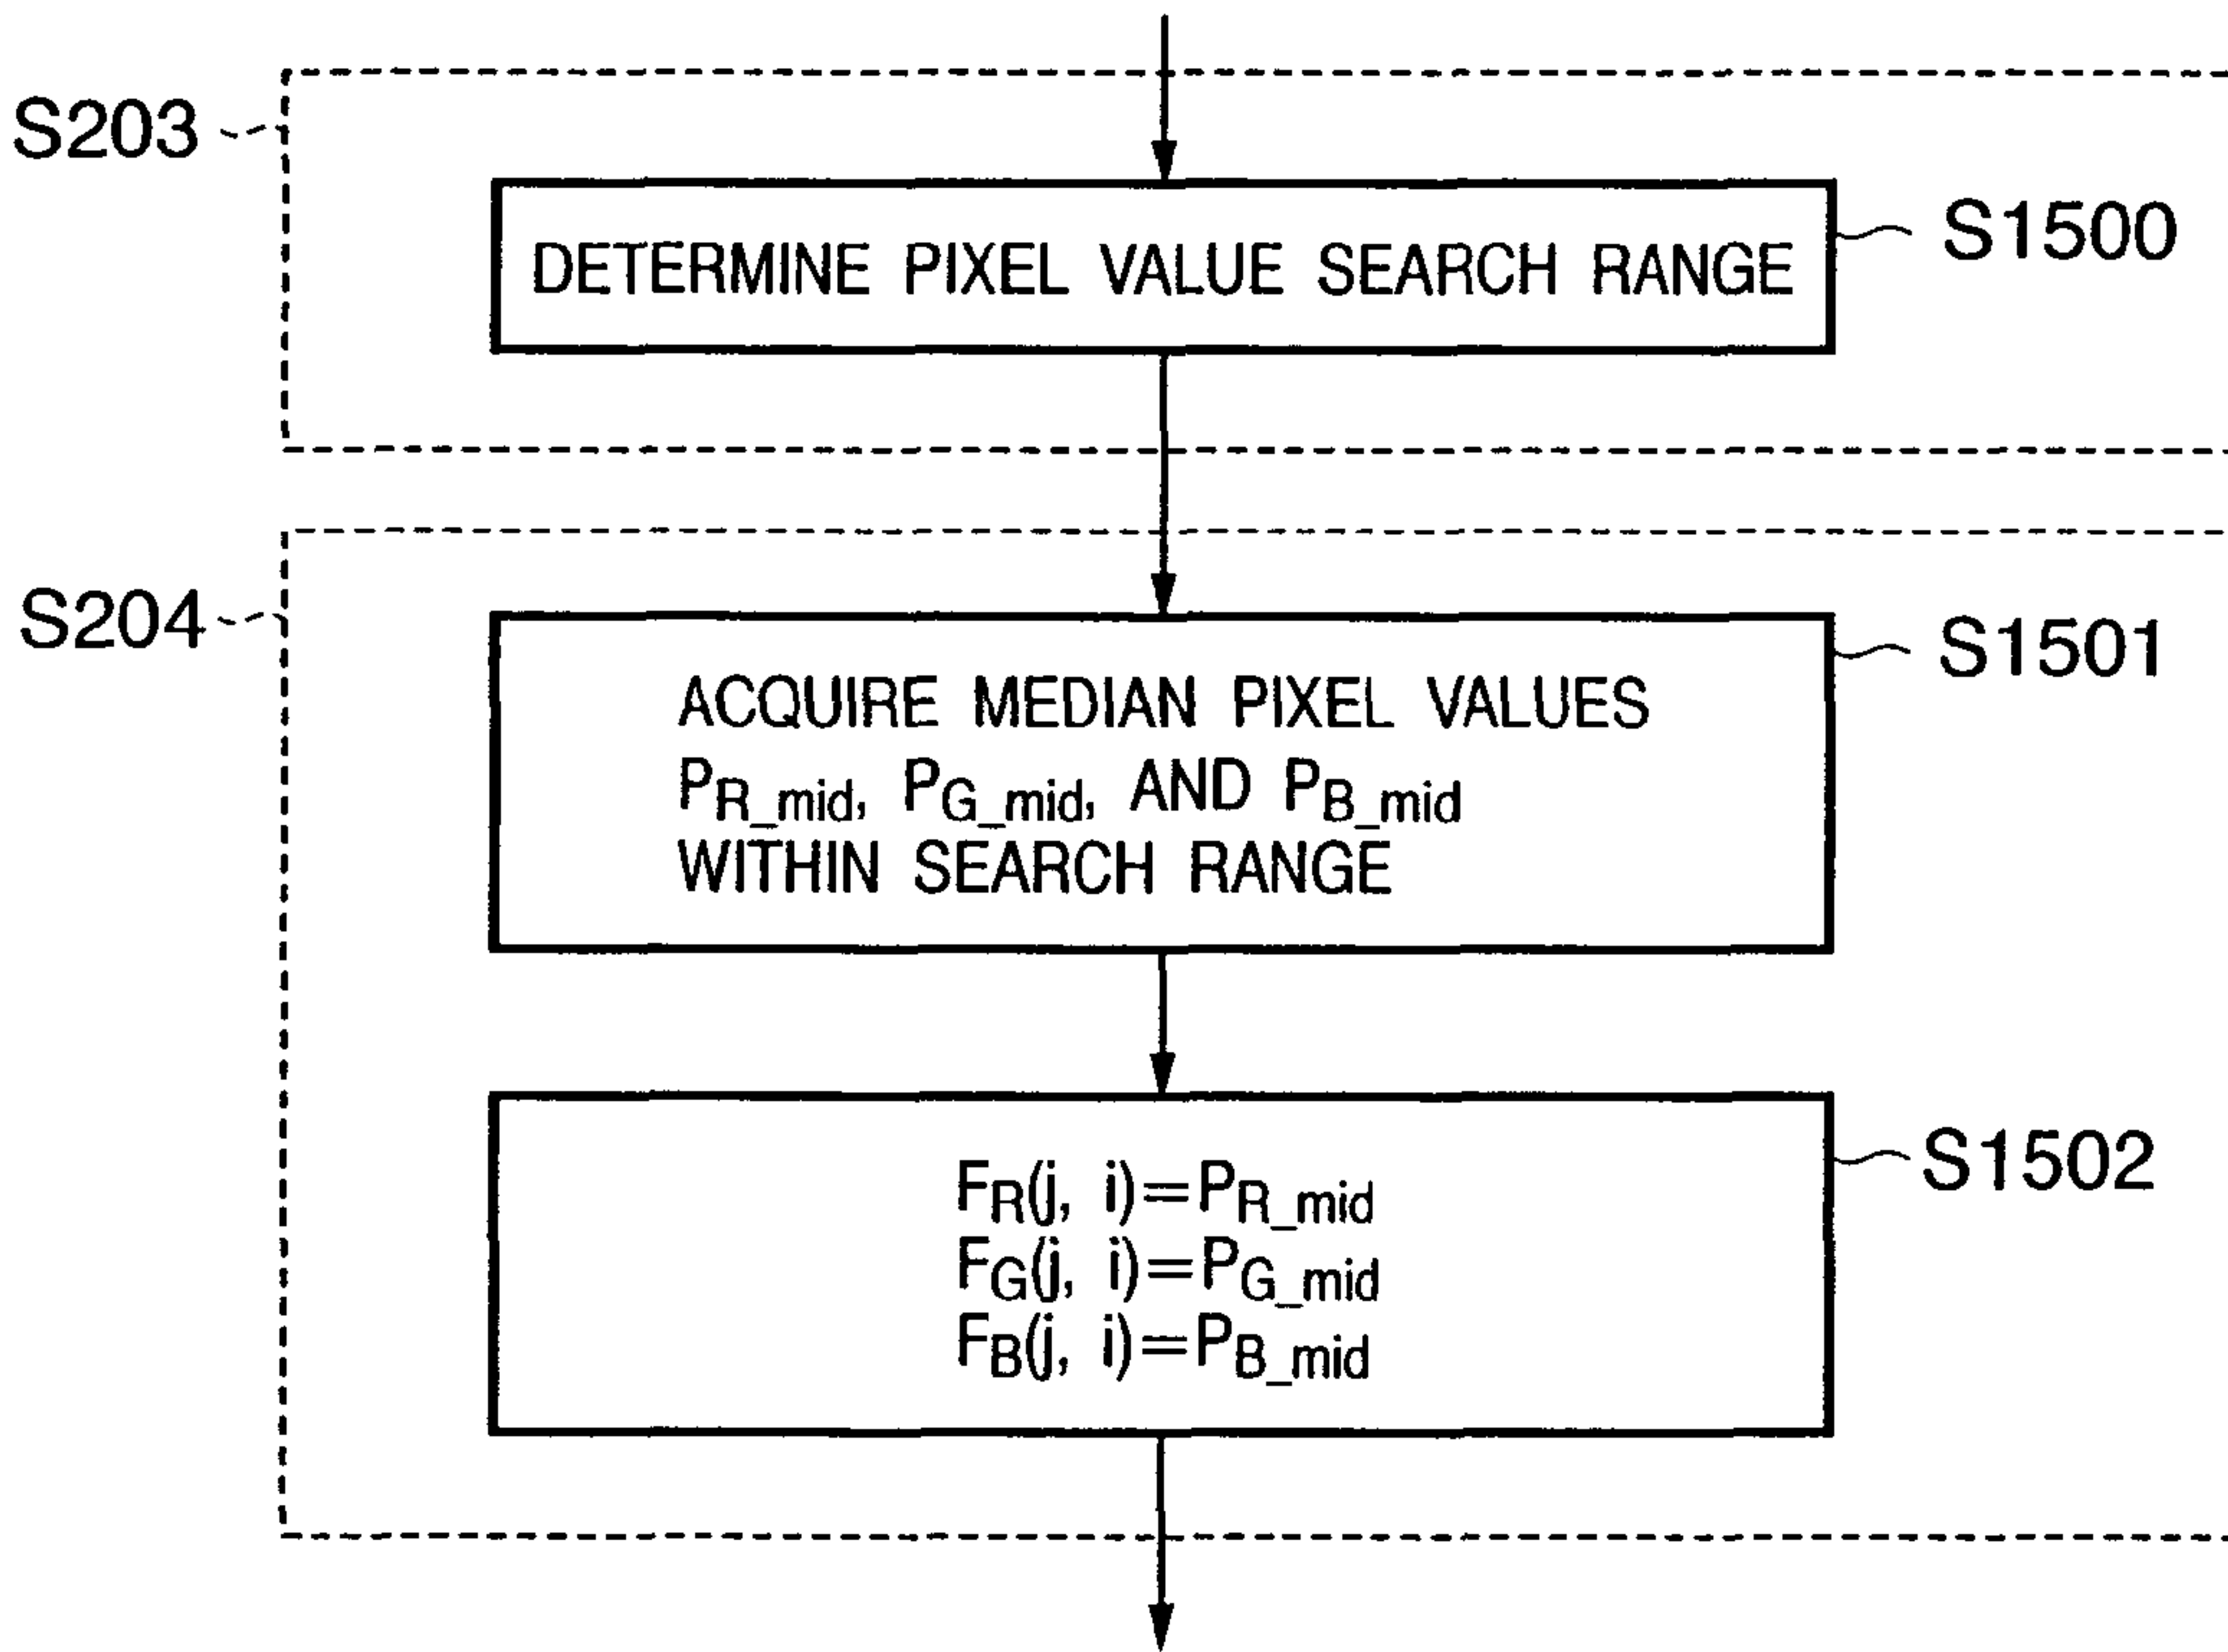 S203
DETERMINE PIXEL VALUE SEARCH RANGE
S1500
S204
S1501
ACQUIRE MEDIAN PIXEL VALUES
PR_mid, PG_mid, AND PB_mid
WITHIN SEARCH RANGE
S1502
FR(j, i)=PR_mid
FG(j, i)=PG_mid
FB(j, i)=PB_mid